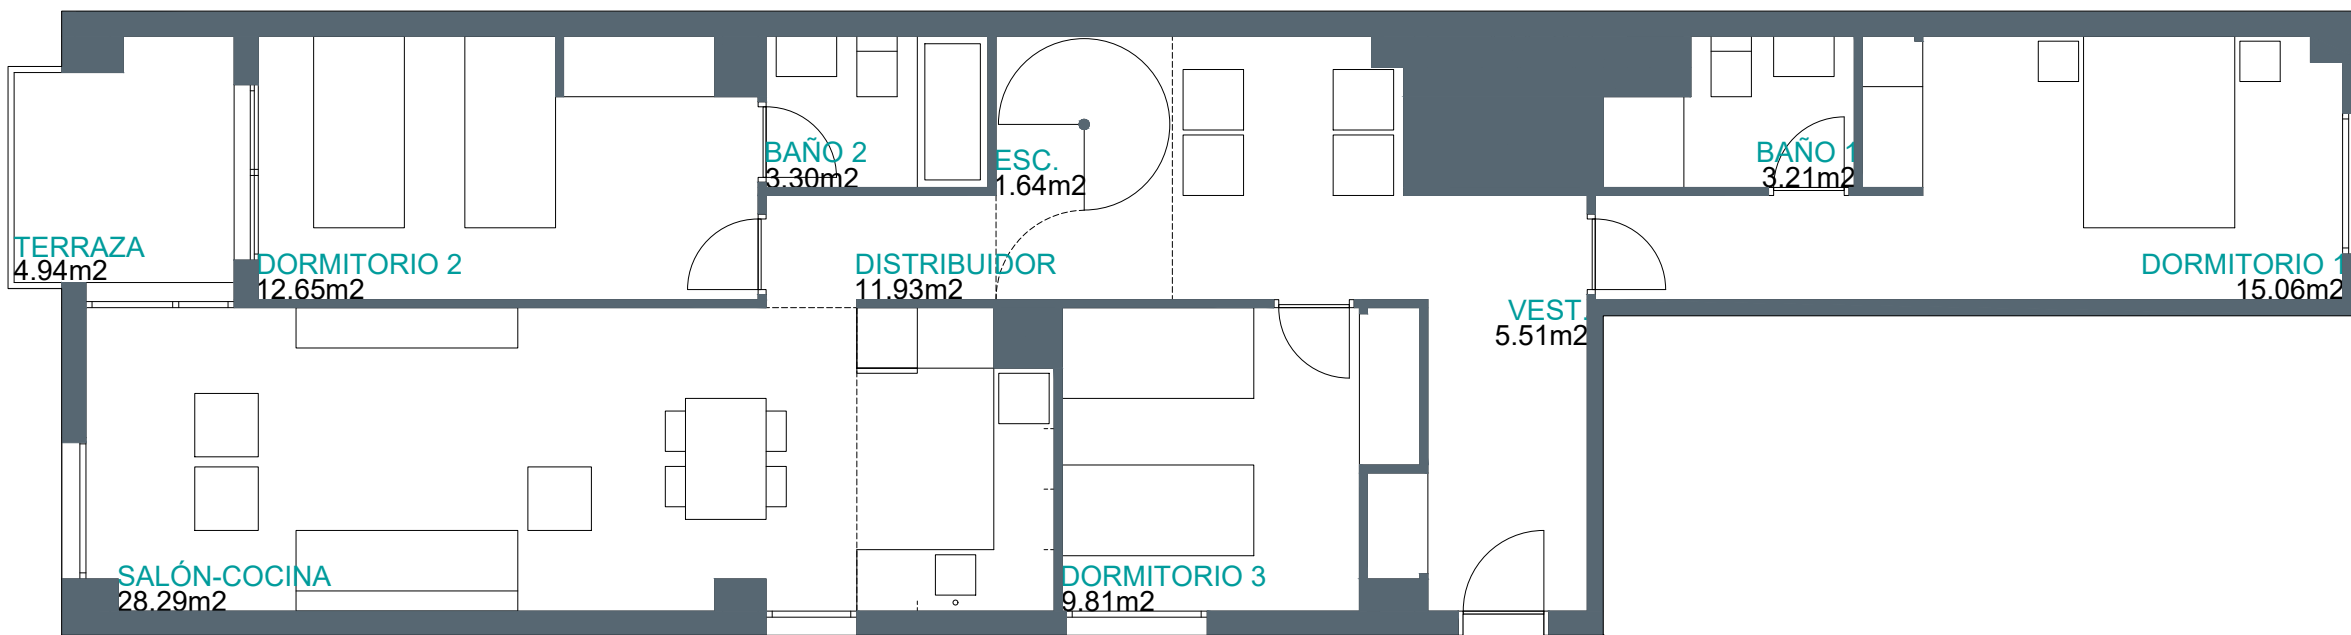 BAÑO 2
3.30m2
ESC.
1.64m2
BAÑO 1
3.21m2
TERRAZA
4.94m2
DORMITORIO 2
12.65m2
DISTRIBUIDOR
11.93m2
DORMITORIO 1
15.06m2
VEST.
5.51m2
SALÓN-COCINA
28.29m2
DORMITORIO 3
9.81m2